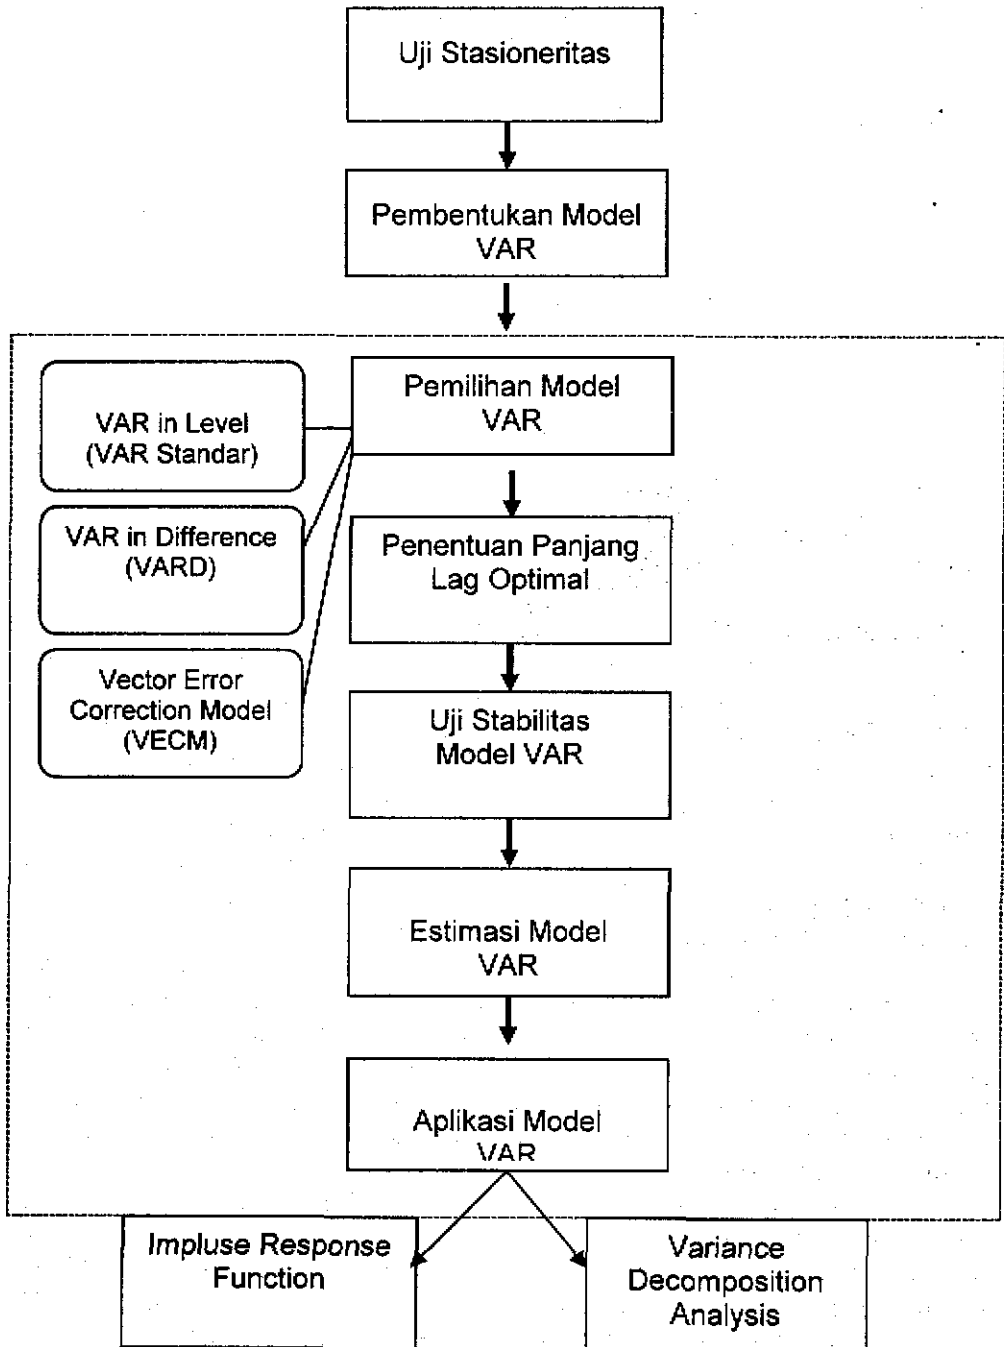 Uji Stasioneritas
Pembentukan Model
VAR
Pemilihan Model
VAR
VAR in Level
(VAR Standar)
VAR in Difference
(VARD)
Vector Error
Correction Model
(VECM)
Penentuan Panjang
Lag Optimal
Uji Stabilitas
Model VAR
Estimasi Model
VAR
Aplikasi Model
VAR
Impluse Response
Function
Variance
Decomposition
Analysis